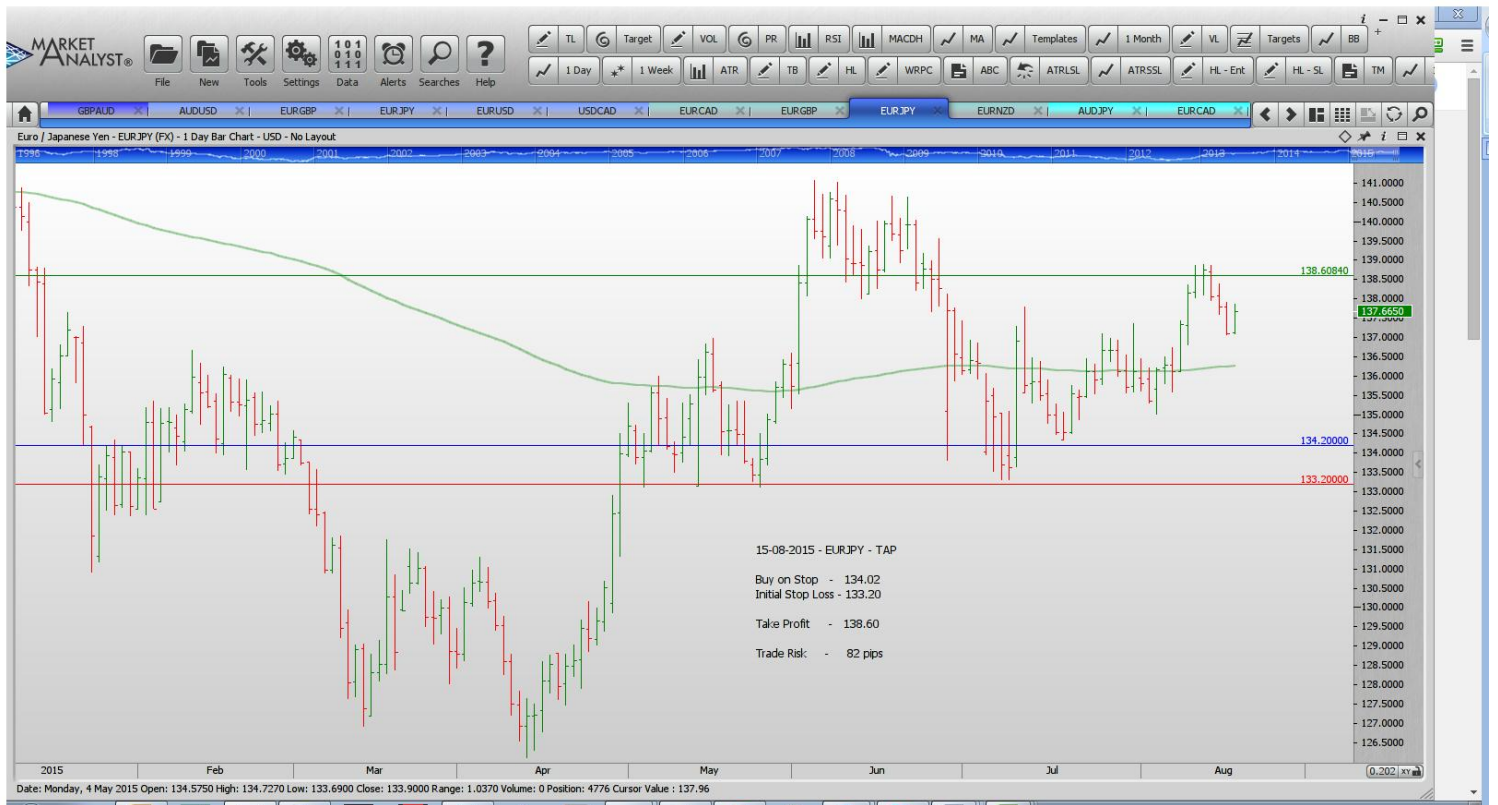 i
MARKET
ANALYST®
File New Tools Settings Data Alerts Searches Help
TL Target VOL PR RSI MACDH MA Templates 1 Month VL Targets BB
1 Day 1 Week ATR TB HL WRPC ABC ATRLSL ATRSSL HL - Ent HL - SL TM
101
010
111
GBPAUD AUDUSD EURGBP EURJPY EURUSD USDCAD EURCAD EURGBP EURJPY EURNZD AUDJPY EURCAD
Euro / Japanese Yen - EURJPY (FX) - 1 Day Bar Chart - USD - No Layout
1996 1998 1999 2000 2001 2002 2003 2004 2005 2006 2007 2008 2009 2010 2011 2012 2013 2014 2015
141.0000
140.5000
140.0000
139.5000
139.0000
138.60840
138.5000
138.0000
137.6650
137.5000
137.0000
136.5000
136.0000
135.5000
135.0000
134.5000
134.20000
134.0000
133.5000
133.20000
133.0000
132.5000
132.0000
131.5000
131.0000
130.5000
130.0000
129.5000
129.0000
128.5000
128.0000
127.5000
127.0000
126.5000
15-08-2015 - EURJPY - TAP
Buy on Stop - 134.02
Initial Stop Loss - 133.20
Take Profit - 138.60
Trade Risk - 82 pips
2015 Feb Mar Apr May Jun Jul Aug
0.202 XY
Date: Monday, 4 May 2015 Open: 134.5750 High: 134.7270 Low: 133.6900 Close: 133.9000 Range: 1.0370 Volume: 0 Position: 4776 Cursor Value : 137.96